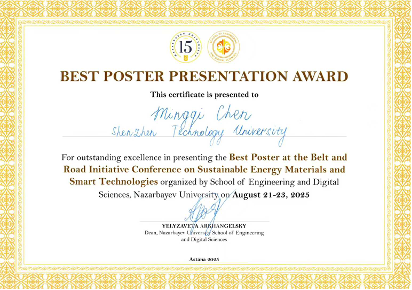 15
BEST POSTER PRESENTATION AWARD
This certificate is presented to
Mingqi Chen
Shenzhen Technology University
For outstanding excellence in presenting the Best Poster at the Belt and
Road Initiative Conference on Sustainable Energy Materials and
Smart Technologies organized by School of Engineering and Digital
Sciences, Nazarbayev University on August 21-23, 2025
YELYZAVETA ARKHANGELSKY
Dean, Nazarbayev University School of Engineering
and Digital Sciences
Astana 2025